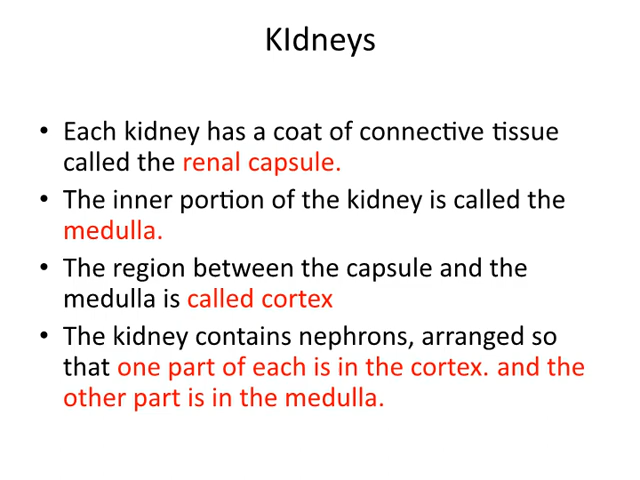 KIdneys
• Each kidney has a coat of connective tissue
called the renal capsule.
• The inner portion of the kidney is called the
medulla.
• The region between the capsule and the
medulla is called cortex
• The kidney contains nephrons, arranged so
that one part of each is in the cortex. and the
other part is in the medulla.